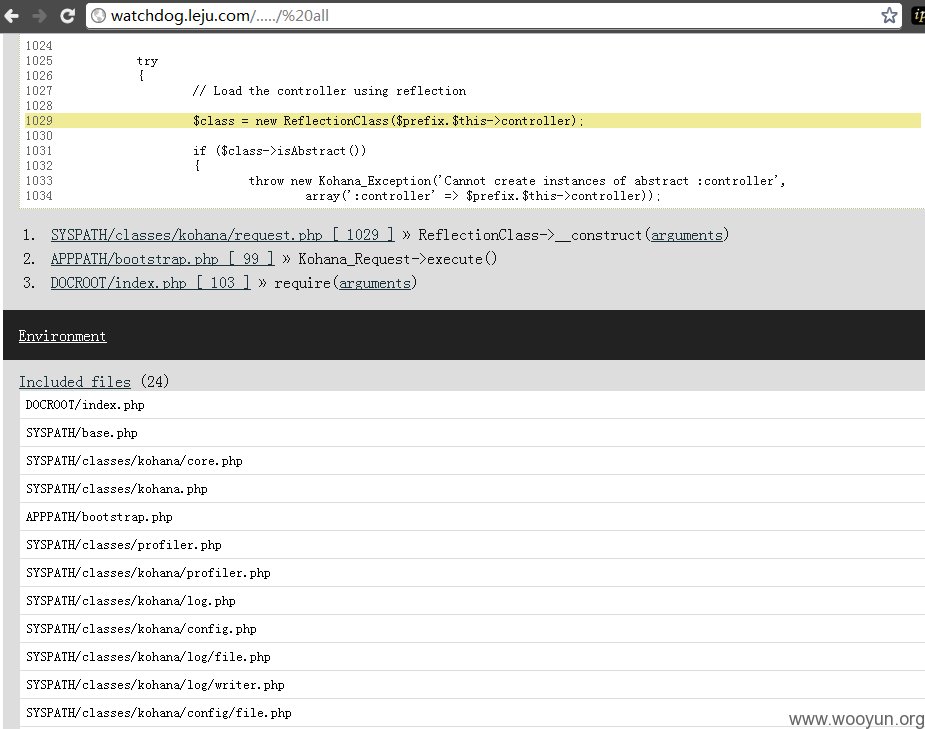 watchdog.leju.com/...../%20all
ip
1024
1025 try
1026 {
1027 // Load the controller using reflection
1028
1029 $class = new ReflectionClass($prefix.$this->controller);
1030
1031 if ($class->isAbstract())
1032 {
1033 throw new Kohana_Exception('Cannot create instances of abstract :controller',
1034 array(':controller' => $prefix.$this->controller));
1. SYSPATH/classes/kohana/request.php [ 1029 ] » ReflectionClass->__construct(arguments)
2. APPPATH/bootstrap.php [ 99 ] » Kohana_Request->execute()
3. DOCROOT/index.php [ 103 ] » require(arguments)
Environment
Included files (24)
DOCROOT/index.php
SYSPATH/base.php
SYSPATH/classes/kohana/core.php
SYSPATH/classes/kohana.php
APPPATH/bootstrap.php
SYSPATH/classes/profiler.php
SYSPATH/classes/kohana/profiler.php
SYSPATH/classes/kohana/log.php
SYSPATH/classes/kohana/config.php
SYSPATH/classes/kohana/log/file.php
SYSPATH/classes/kohana/log/writer.php
SYSPATH/classes/kohana/config/file.php
www.wooyun.org